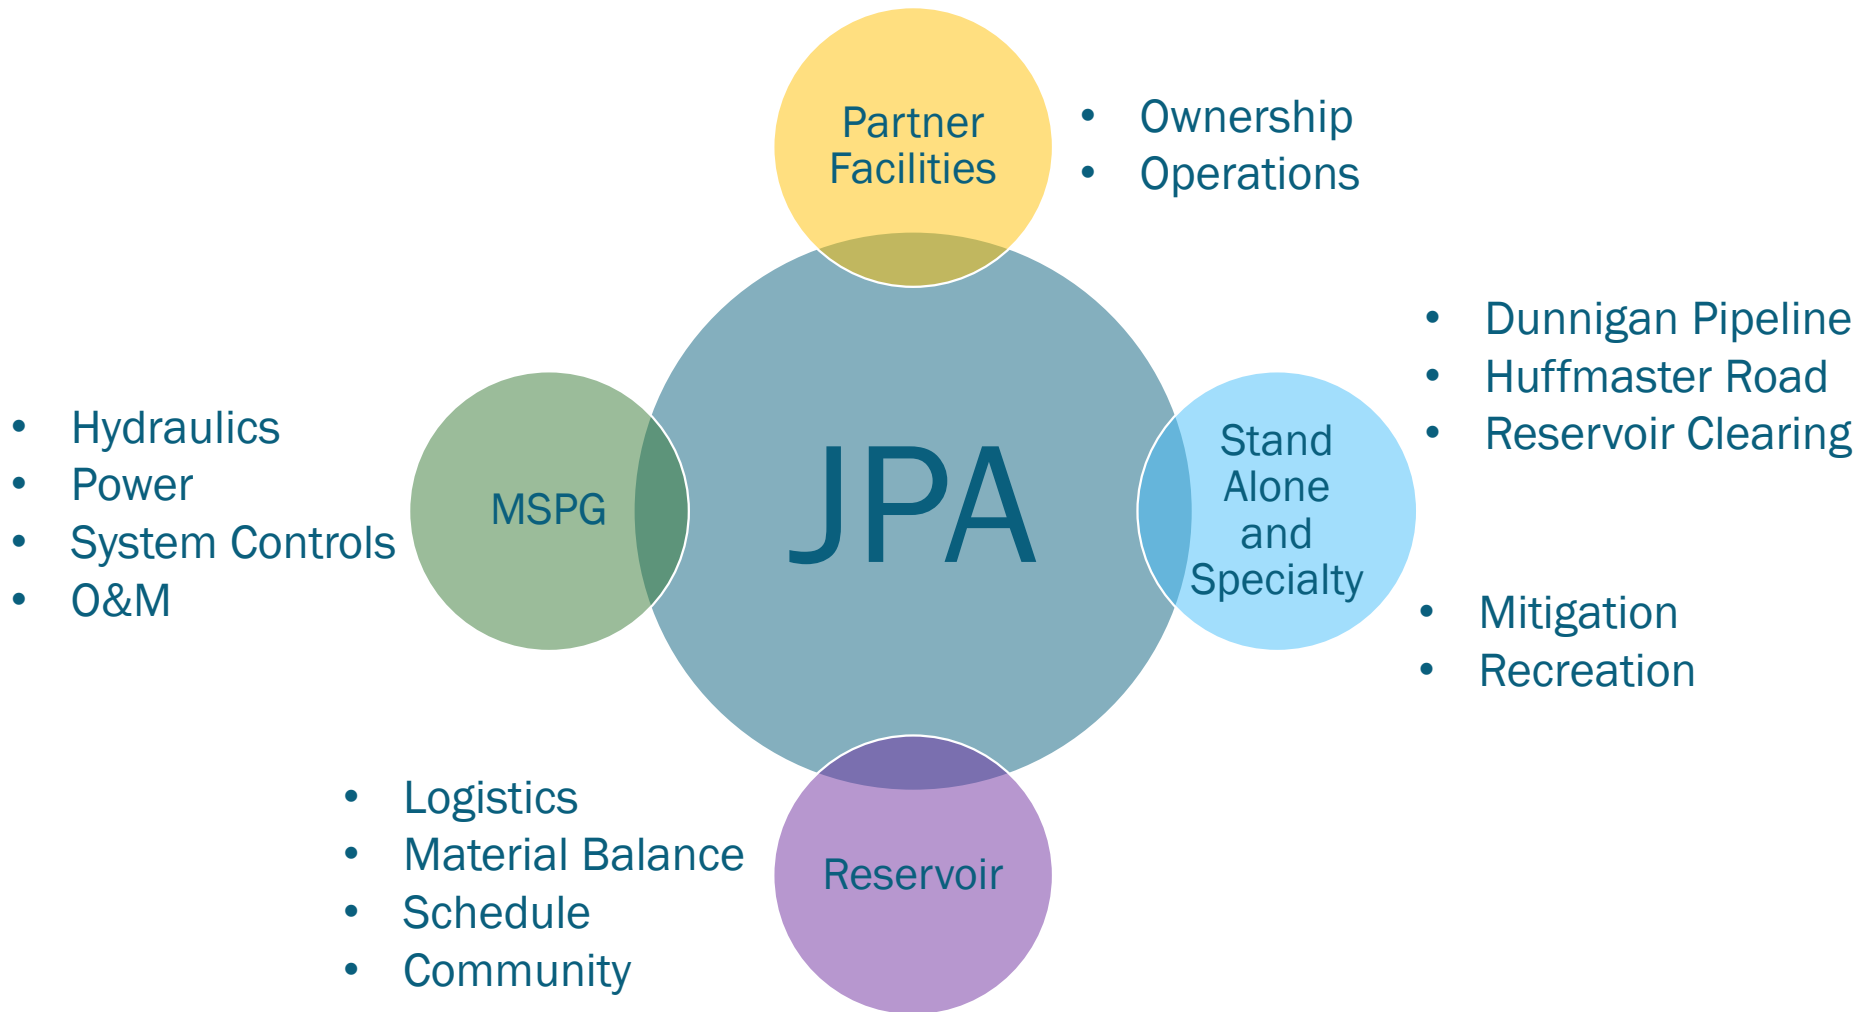 Partner
Facilities
• Ownership
• Operations
• Dunnigan Pipeline
• Huffmaster Road
• Reservoir Clearing
Stand
Alone
and
Specialty
• Mitigation
• Recreation
JPA
MSPG
• Hydraulics
• Power
• System Controls
• O&M
• Logistics
• Material Balance
• Schedule
• Community
Reservoir